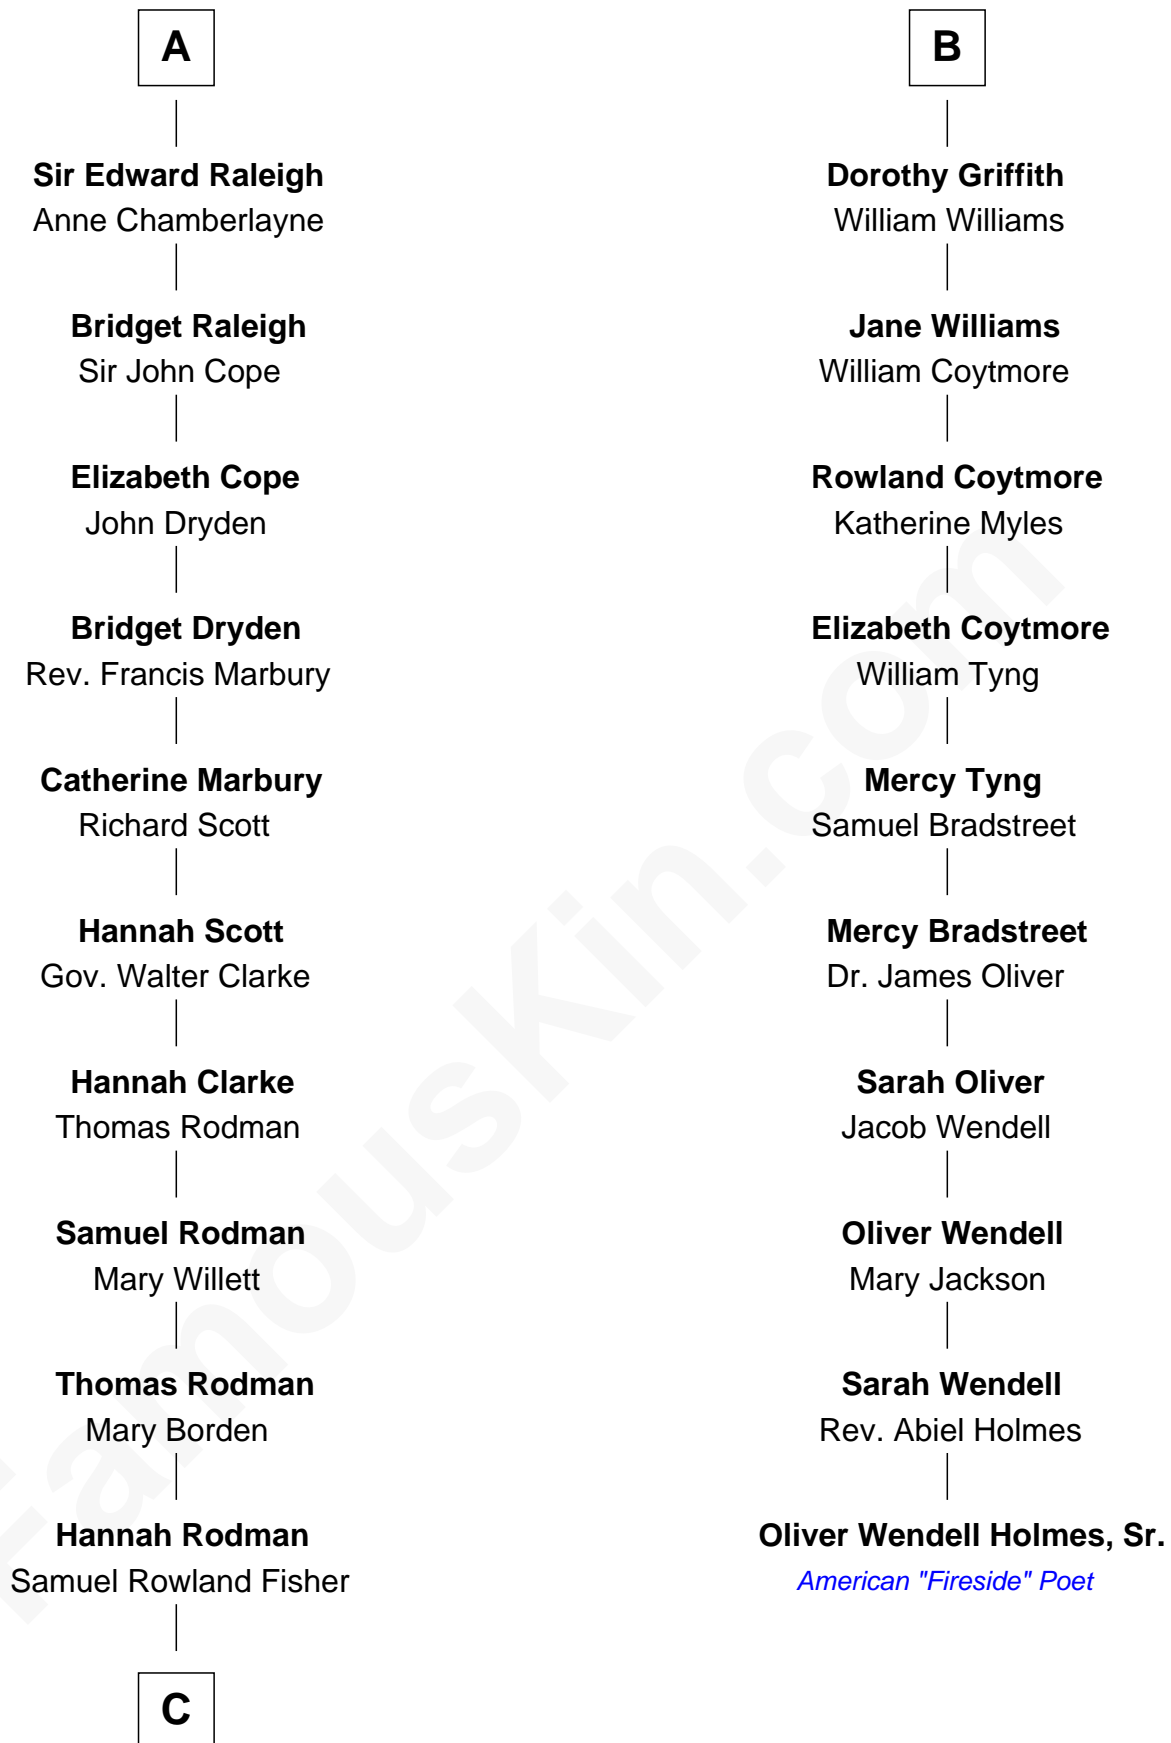 A
Sir Edward Raleigh
Anne Chamberlayne
Bridget Raleigh
Sir John Cope
Elizabeth Cope
John Dryden
Bridget Dryden
Rev. Francis Marbury
Catherine Marbury
Richard Scott
Hannah Scott
Gov. Walter Clarke
Hannah Clarke
Thomas Rodman
Samuel Rodman
Mary Willett
Thomas Rodman
Mary Borden
Hannah Rodman
Samuel Rowland Fisher
C
B
Dorothy Griffith
William Williams
Jane Williams
William Coytmore
Rowland Coytmore
Katherine Myles
Elizabeth Coytmore
William Tyng
Mercy Tyng
Samuel Bradstreet
Mercy Bradstreet
Dr. James Oliver
Sarah Oliver
Jacob Wendell
Oliver Wendell
Mary Jackson
Sarah Wendell
Rev. Abiel Holmes
Oliver Wendell Holmes, Sr.
American "Fireside" Poet
FamousKin.com